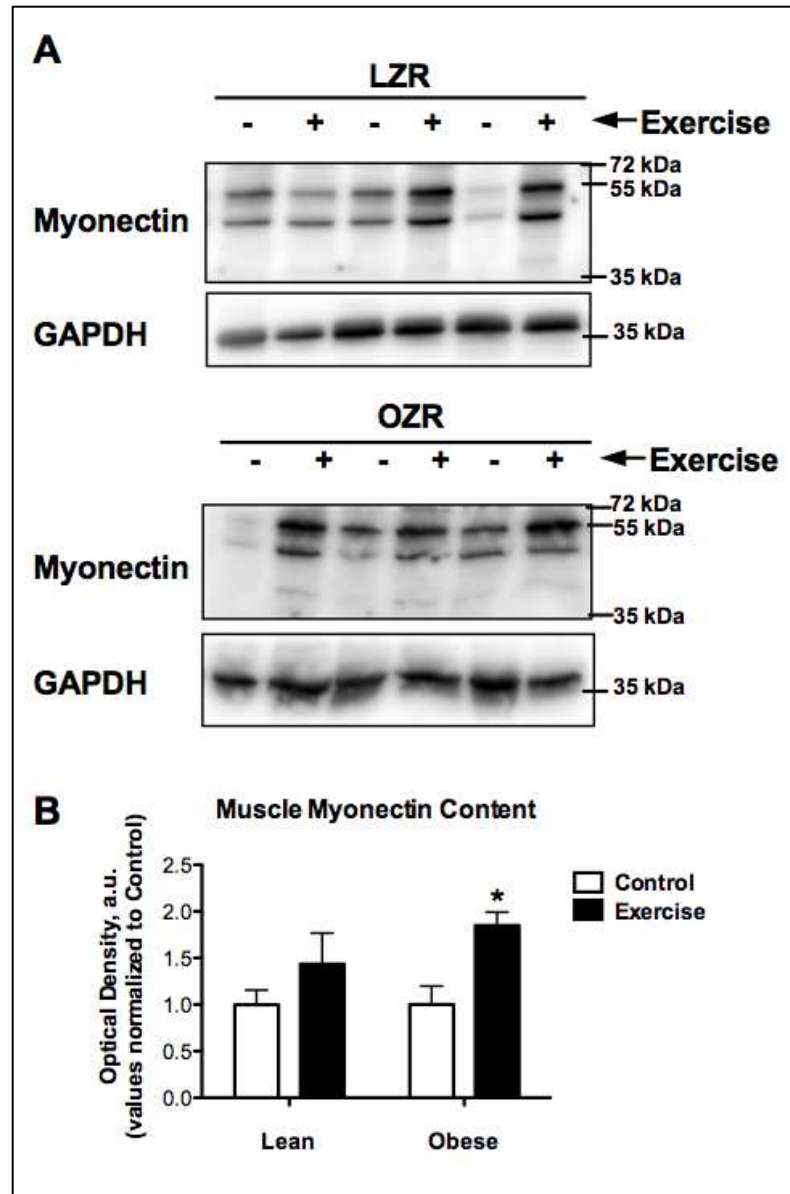 A
LZR
- + - + - + ←Exercise
72 kDa
55 kDa
Myonectin
35 kDa
GAPDH
35 kDa
OZR
- + - + - + ←Exercise
72 kDa
55 kDa
Myonectin
35 kDa
GAPDH
35 kDa
B
Muscle Myonectin Content
Optical Density, a.u.
(values normalized to Control)
2.5
2.0
1.5
1.0
0.5
0.0
*
Control
Exercise
Lean Obese